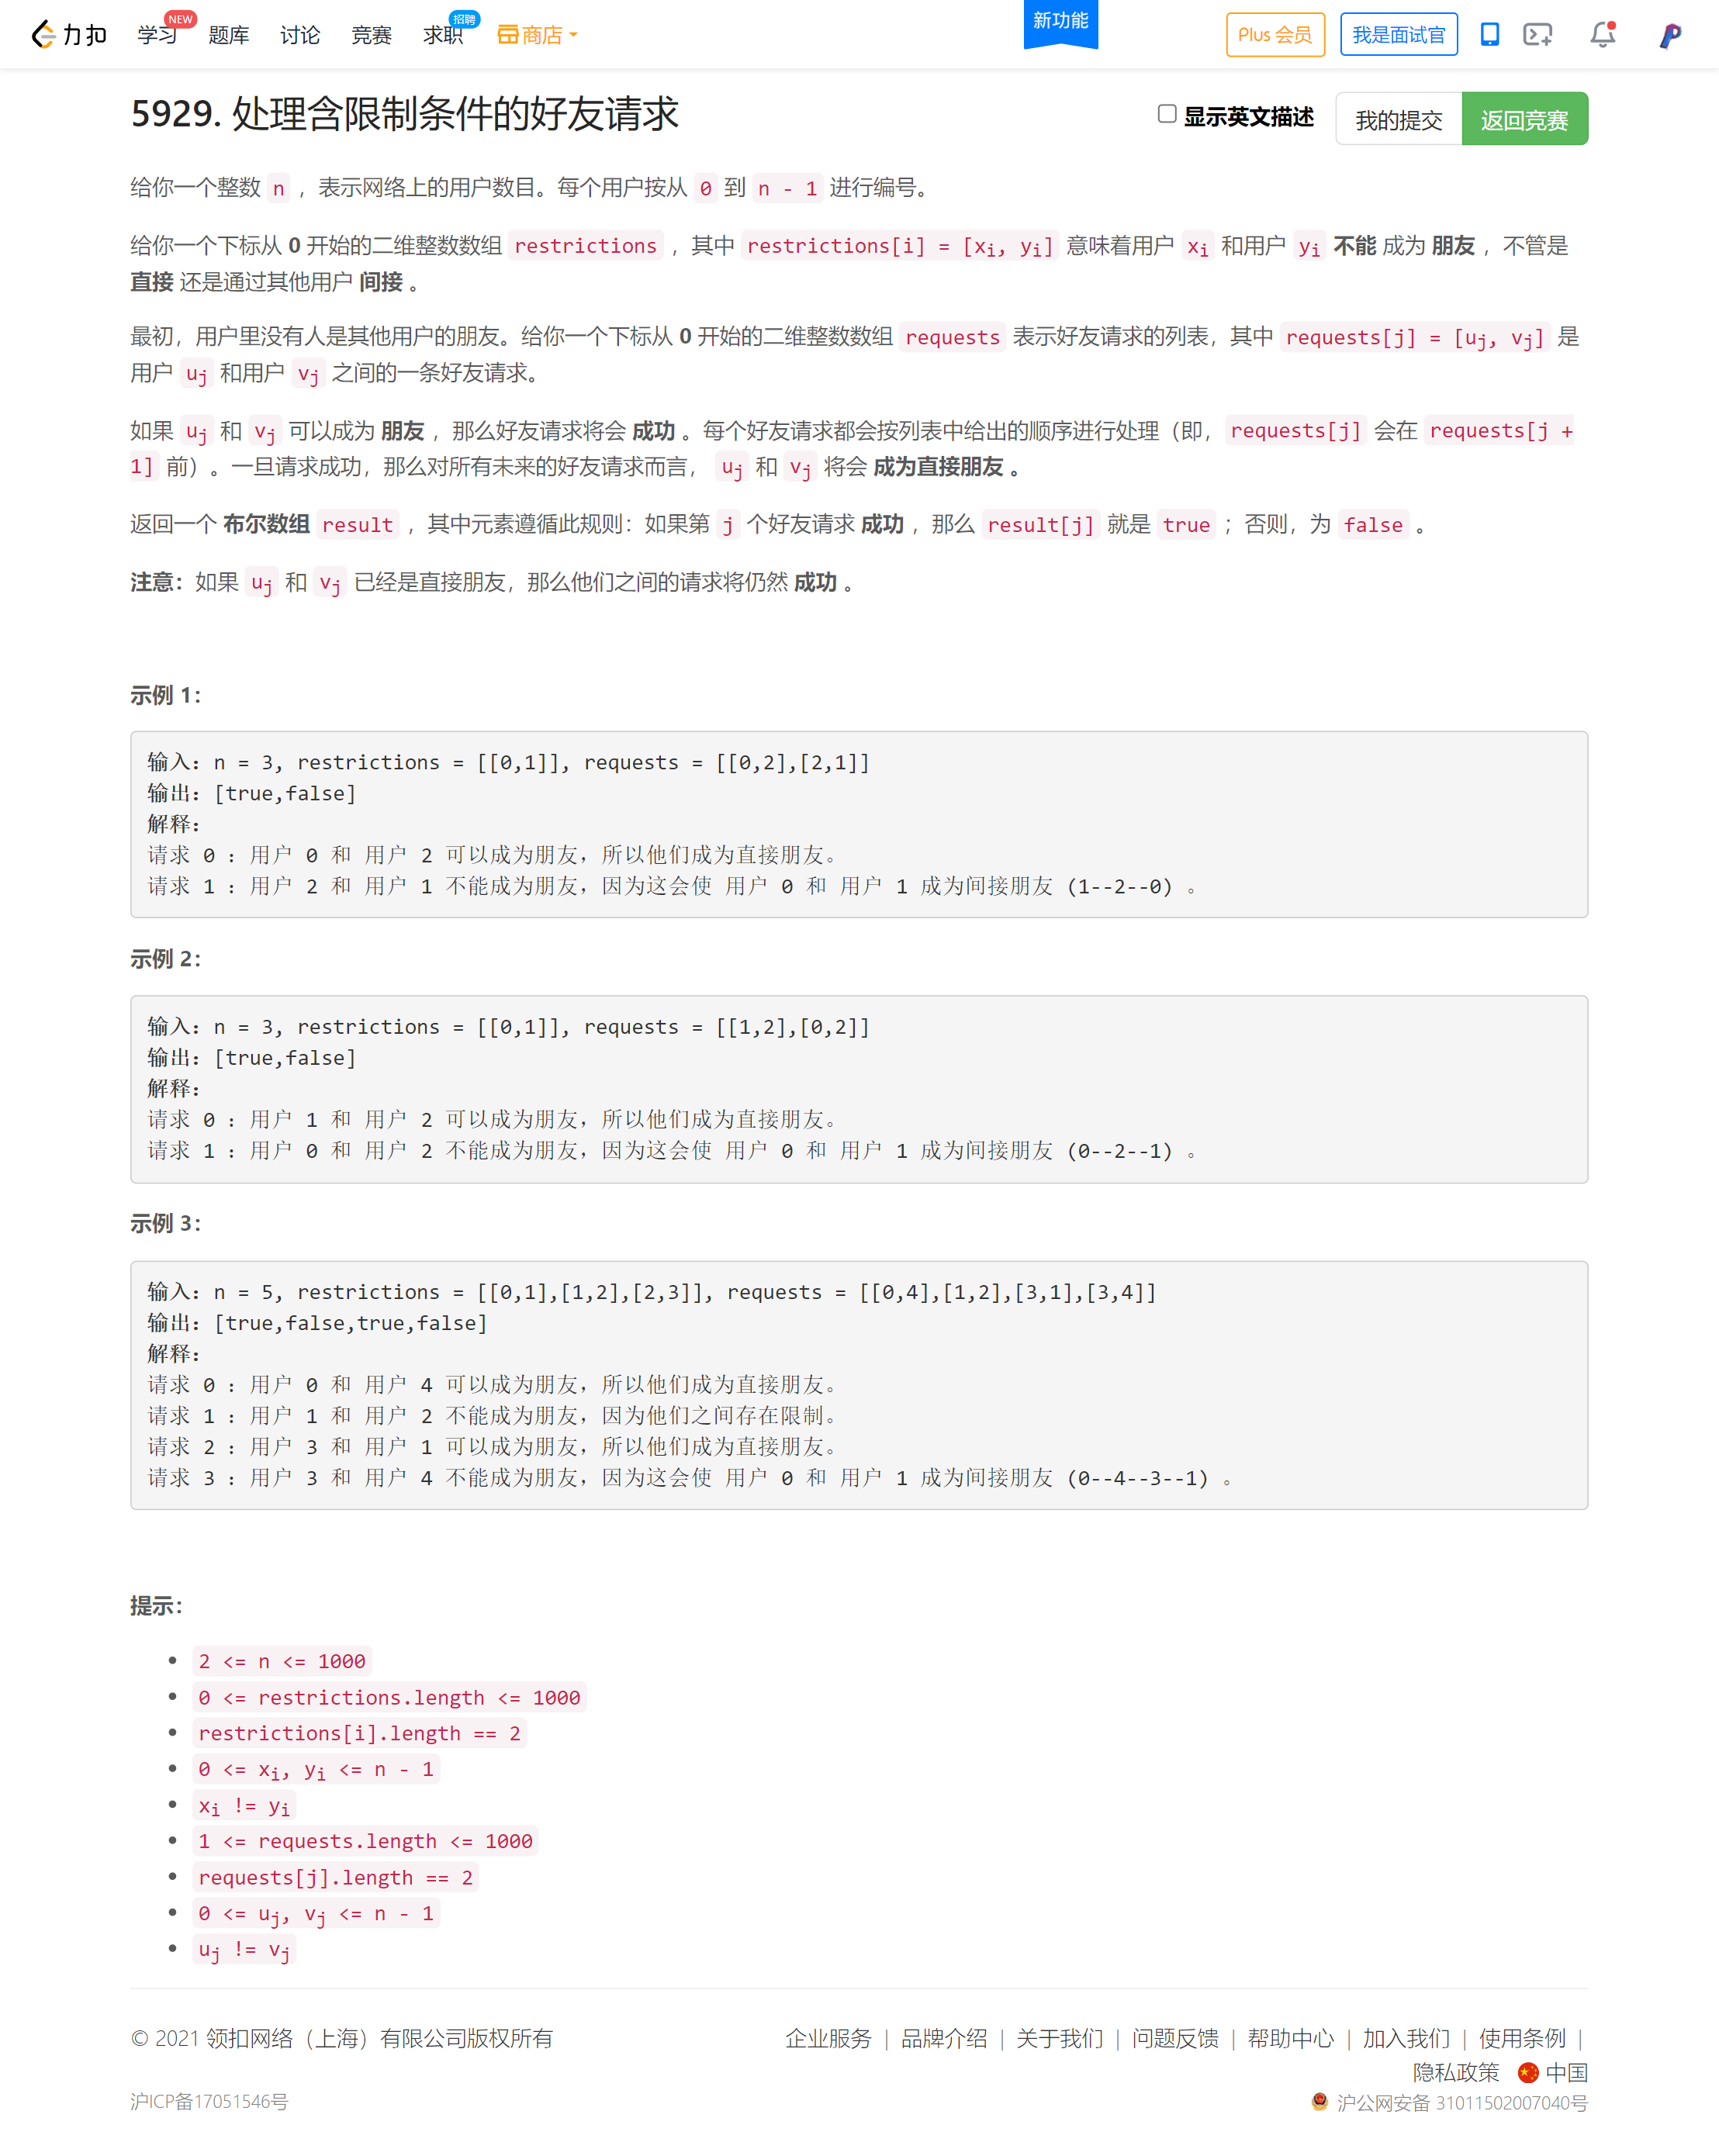 力扣 学习 NEW 题库 讨论 竞赛 求职 招聘 商店 新功能 Plus 会员 我是面试官
5929. 处理含限制条件的好友请求 显示英文描述 我的提交 返回竞赛
给你一个整数 n ，表示网络上的用户数目。每个用户按从 0 到 n - 1 进行编号。
给你一个下标从 0 开始的二维整数数组 restrictions ，其中 restrictions[i] = [xi, yi] 意味着用户 xi 和用户 yi 不能 成为 朋友 ，不管是
直接 还是通过其他用户 间接 。
最初，用户里没有人是其他用户的朋友。给你一个下标从 0 开始的二维整数数组 requests 表示好友请求的列表，其中 requests[j] = [uj, vj] 是
用户 uj 和用户 vj 之间的一条好友请求。
如果 uj 和 vj 可以成为 朋友 ，那么好友请求将会 成功 。每个好友请求都会按列表中给出的顺序进行处理（即， requests[j] 会在 requests[j +
1] 前）。一旦请求成功，那么对所有未来的好友请求而言， uj 和 vj 将会 成为直接朋友 。
返回一个 布尔数组 result ，其中元素遵循此规则：如果第 j 个好友请求 成功 ，那么 result[j] 就是 true ；否则，为 false 。
注意：如果 uj 和 vj 已经是直接朋友，那么他们之间的请求将仍然 成功 。
示例 1：
输入：n = 3, restrictions = [[0,1]], requests = [[0,2],[2,1]]
输出：[true,false]
解释：
请求 0 ：用户 0 和 用户 2 可以成为朋友，所以他们成为直接朋友。
请求 1 ：用户 2 和 用户 1 不能成为朋友，因为这会使 用户 0 和 用户 1 成为间接朋友 (1--2--0) 。
示例 2：
输入：n = 3, restrictions = [[0,1]], requests = [[1,2],[0,2]]
输出：[true,false]
解释：
请求 0 ：用户 1 和 用户 2 可以成为朋友，所以他们成为直接朋友。
请求 1 ：用户 0 和 用户 2 不能成为朋友，因为这会使 用户 0 和 用户 1 成为间接朋友 (0--2--1) 。
示例 3：
输入：n = 5, restrictions = [[0,1],[1,2],[2,3]], requests = [[0,4],[1,2],[3,1],[3,4]]
输出：[true,false,true,false]
解释：
请求 0 ：用户 0 和 用户 4 可以成为朋友，所以他们成为直接朋友。
请求 1 ：用户 1 和 用户 2 不能成为朋友，因为他们之间存在限制。
请求 2 ：用户 3 和 用户 1 可以成为朋友，所以他们成为直接朋友。
请求 3 ：用户 3 和 用户 4 不能成为朋友，因为这会使 用户 0 和 用户 1 成为间接朋友 (0--4--3--1) 。
提示：
2 <= n <= 1000
0 <= restrictions.length <= 1000
restrictions[i].length == 2
0 <= xi, yi <= n - 1
xi != yi
1 <= requests.length <= 1000
requests[j].length == 2
0 <= uj, vj <= n - 1
uj != vj
© 2021 领扣网络（上海）有限公司版权所有 企业服务 | 品牌介绍 | 关于我们 | 问题反馈 | 帮助中心 | 加入我们 | 使用条例 |
隐私政策 中国
沪ICP备17051546号 沪公网安备 31011502007040号